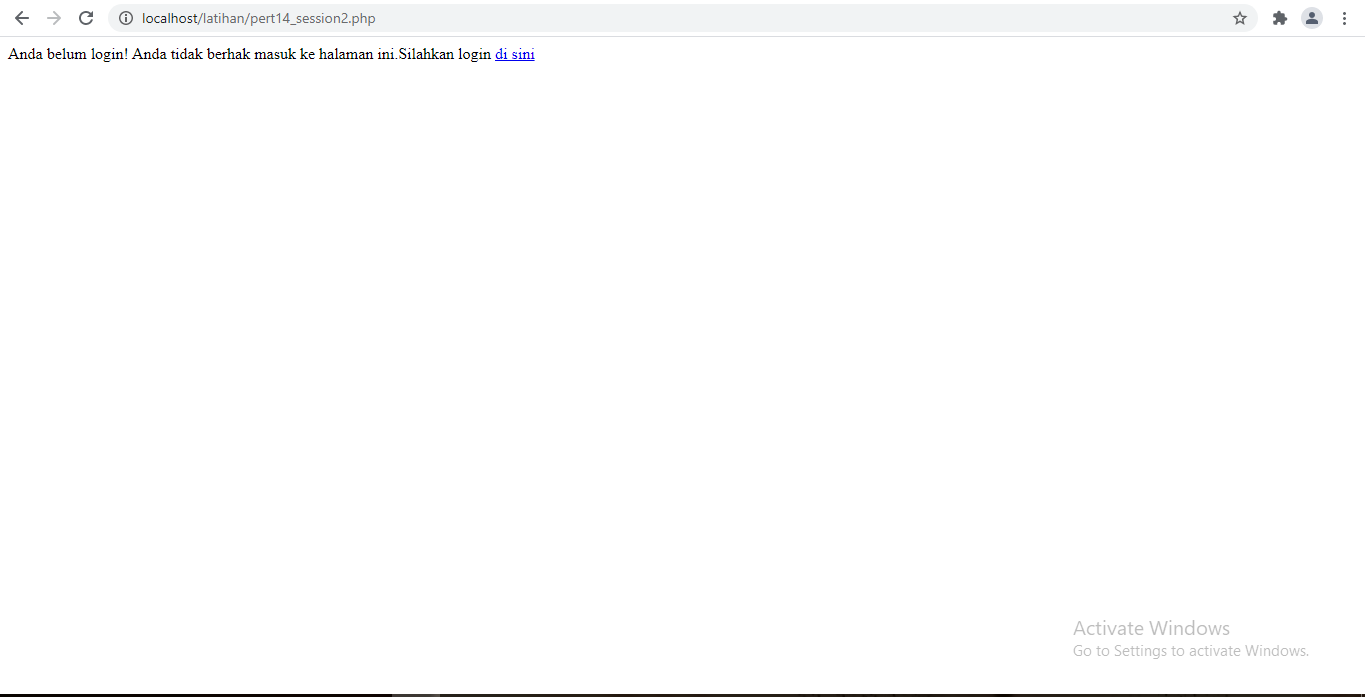 localhost/latihan/pert14_session2.php
Anda belum login! Anda tidak berhak masuk ke halaman ini.Silahkan login di sini
Activate Windows
Go to Settings to activate Windows.